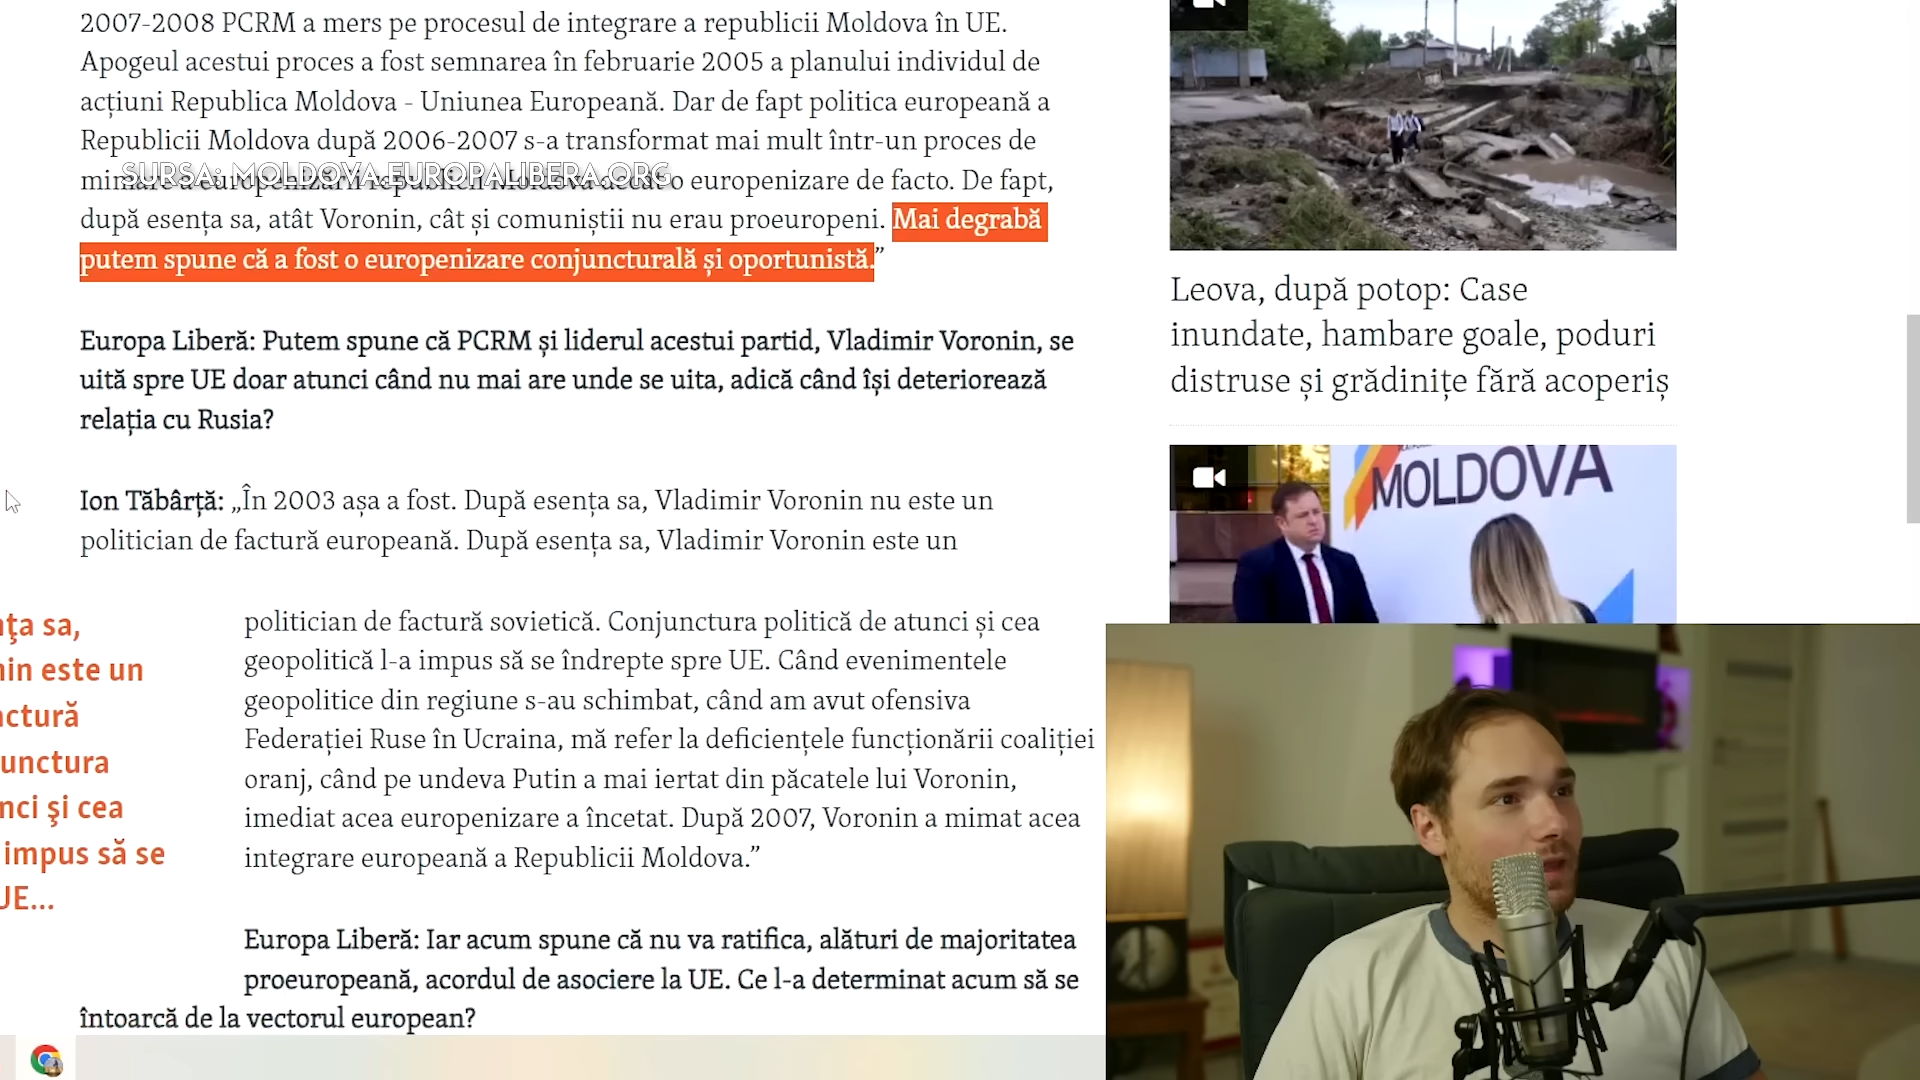 2007-2008 PCRM a mers pe procesul de integrare a republicii Moldova în UE.
Apogeul acestui proces a fost semnarea în februarie 2005 a planului individul de
acțiuni Republica Moldova - Uniunea Europeană. Dar de fapt politica europeană a
Republicii Moldova după 2006-2007 s-a transformat mai mult într-un proces de
mimare a europenizării republicii Moldova decât o europenizare de facto. De fapt,
SURSA: MOLDOVA.EUROPALIBERA.ORG
după esența sa, atât Voronin, cât și comuniștii nu erau proeuropeni. Mai degrabă
putem spune că a fost o europenizare conjuncturală și oportunistă.”
Europa Liberă: Putem spune că PCRM și liderul acestui partid, Vladimir Voronin, se
uită spre UE doar atunci când nu mai are unde se uita, adică când își deteriorează
relația cu Rusia?
Ion Tăbârță: „În 2003 așa a fost. După esența sa, Vladimir Voronin nu este un
politician de factură europeană. După esența sa, Vladimir Voronin este un
politician de factură sovietică. Conjunctura politică de atunci și cea
geopolitică l-a impus să se îndrepte spre UE. Când evenimentele
geopolitice din regiune s-au schimbat, când am avut ofensiva
Federației Ruse în Ucraina, mă refer la deficiențele funcționării coaliției
oranj, când pe undeva Putin a mai iertat din păcatele lui Voronin,
imediat acea europenizare a încetat. După 2007, Voronin a mimat acea
integrare europeană a Republicii Moldova.”
Europa Liberă: Iar acum spune că nu va ratifica, alături de majoritatea
proeuropeană, acordul de asociere la UE. Ce l-a determinat acum să se
întoarcă de la vectorul european?
nţa sa,
nin este un
actură
unctura
nci şi cea
impus să se
UE...
Leova, după potop: Case
inundate, hambare goale, poduri
distruse și grădinițe fără acoperiș
MOLDOVA